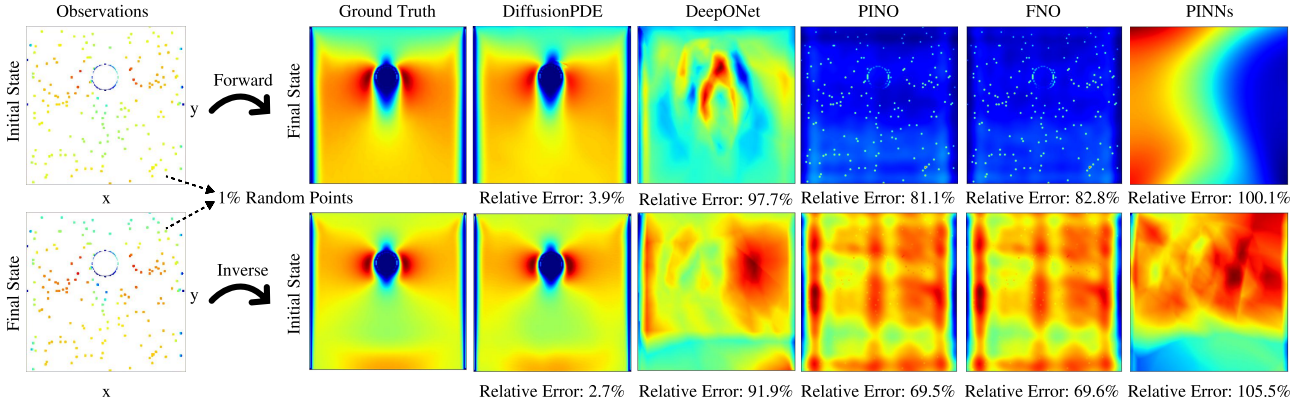 Observations
Ground Truth
DiffusionPDE
DeepONet
PINO
FNO
PINNs
Initial State
Forward
y
Final State
x
1% Random Points
Relative Error: 3.9%
Relative Error: 97.7%
Relative Error: 81.1%
Relative Error: 82.8%
Relative Error: 100.1%
Final State
Inverse
y
Initial State
x
Relative Error: 2.7%
Relative Error: 91.9%
Relative Error: 69.5%
Relative Error: 69.6%
Relative Error: 105.5%